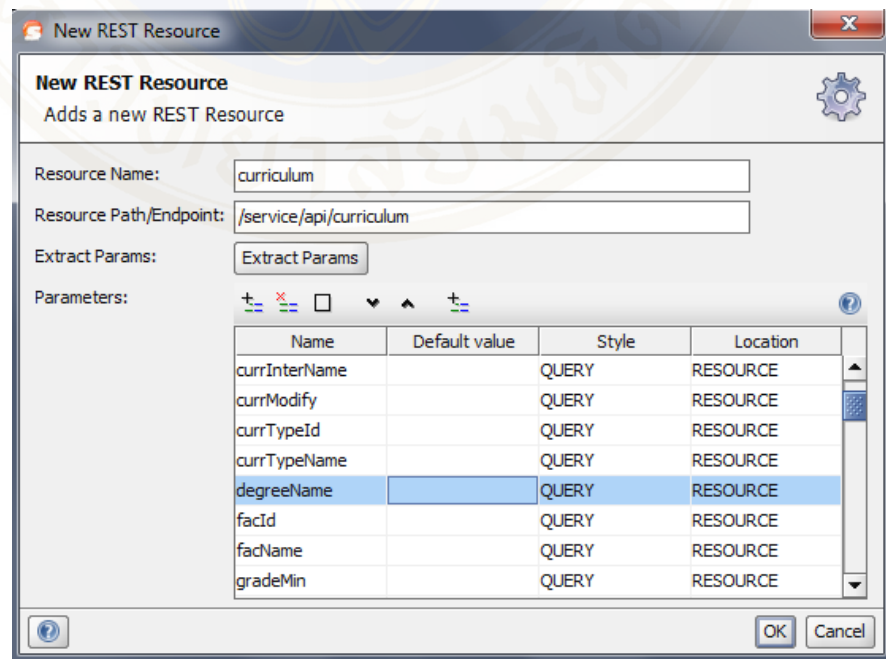 New REST Resource
New REST Resource
Adds a new REST Resource
Resource Name: curriculum
Resource Path/Endpoint: /service/api/curriculum
Extract Params: Extract Params
Parameters:
Name Default value Style Location
currInterName QUERY RESOURCE
currModify QUERY RESOURCE
currTypeId QUERY RESOURCE
currTypeName QUERY RESOURCE
degreeName QUERY RESOURCE
facId QUERY RESOURCE
facName QUERY RESOURCE
gradeMin QUERY RESOURCE
OK Cancel